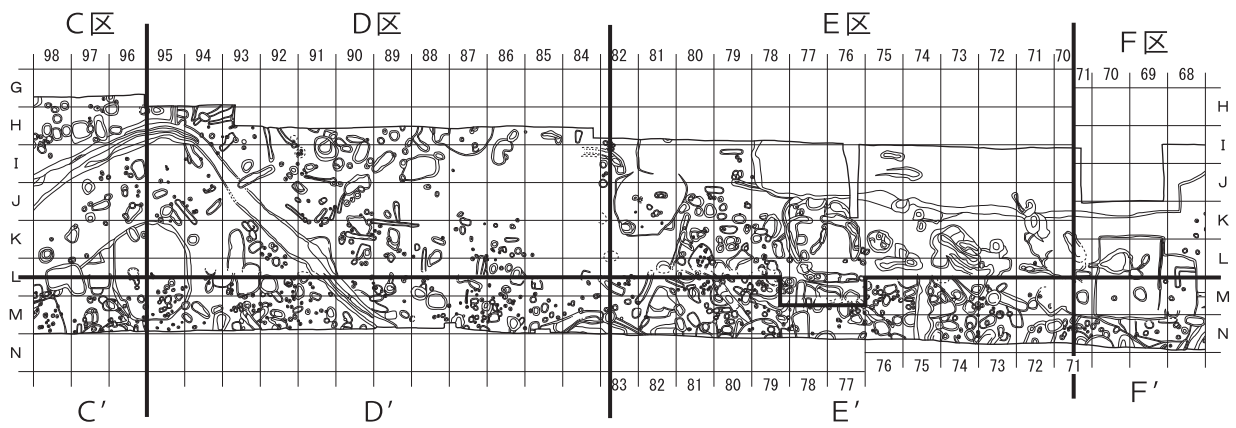 C区 D区 E区 F区
98 97 96 95 94 93 92 91 90 89 88 87 86 85 84 82 81 80 79 78 76 75 74 73 72 71 70
71 70 69 68
G
H H
I I
J J
K K
L L
M M
N N
83 82 81 80 79 78 77 76 75 74 73 72 71
C′ D′ E′ F′